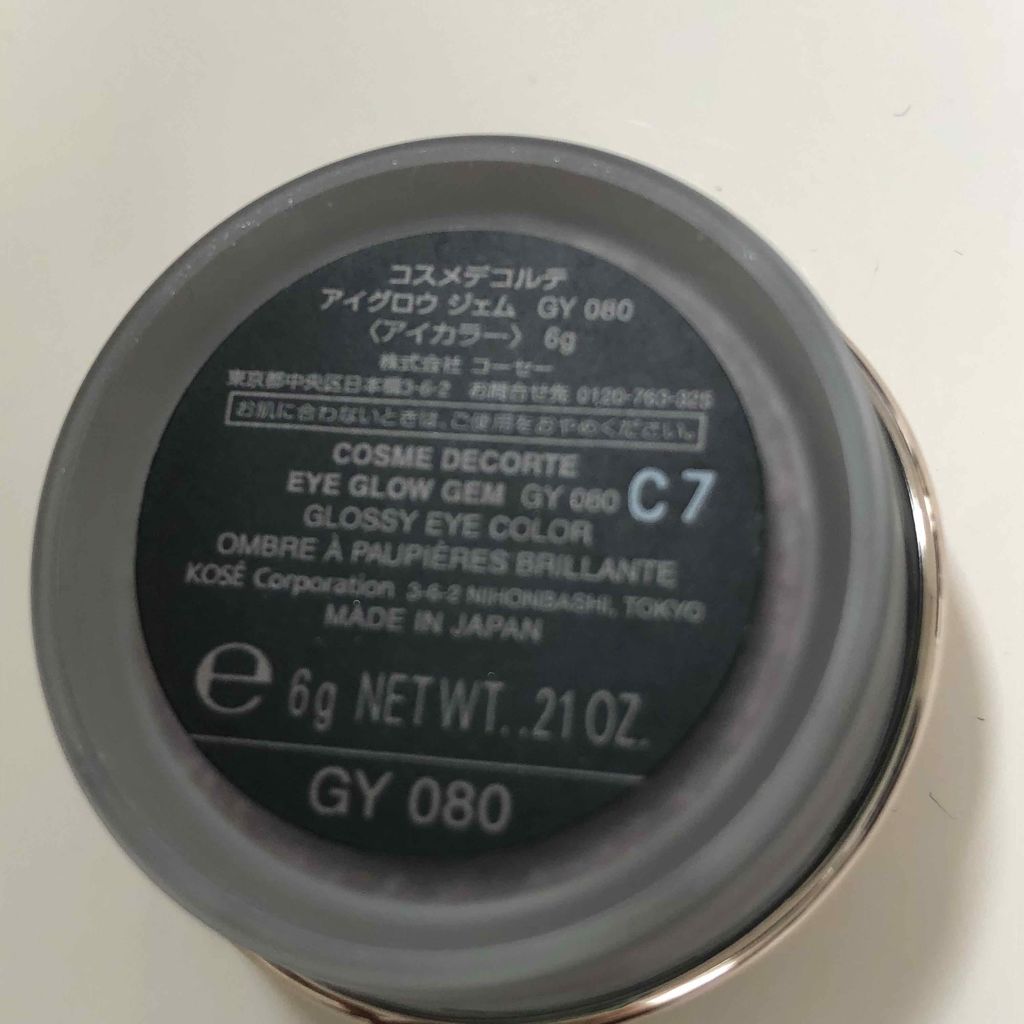 コスメデコルテ
アイグロウ ジェム GY 080
〈アイカラー〉 6g
株式会社 コーセー
東京都中央区日本橋3-6-2 お問合せ先 0120-763-325
お肌に合わないときは、ご使用をおやめください。
COSME DECORTE
EYE GLOW GEM GY 080 C7
GLOSSY EYE COLOR
OMBRE À PAUPIÈRES BRILLANTE
KOSÉ Corporation 3-6-2 NIHONBASHI, TOKYO
MADE IN JAPAN
e 6g NET WT. .21 OZ.
GY 080